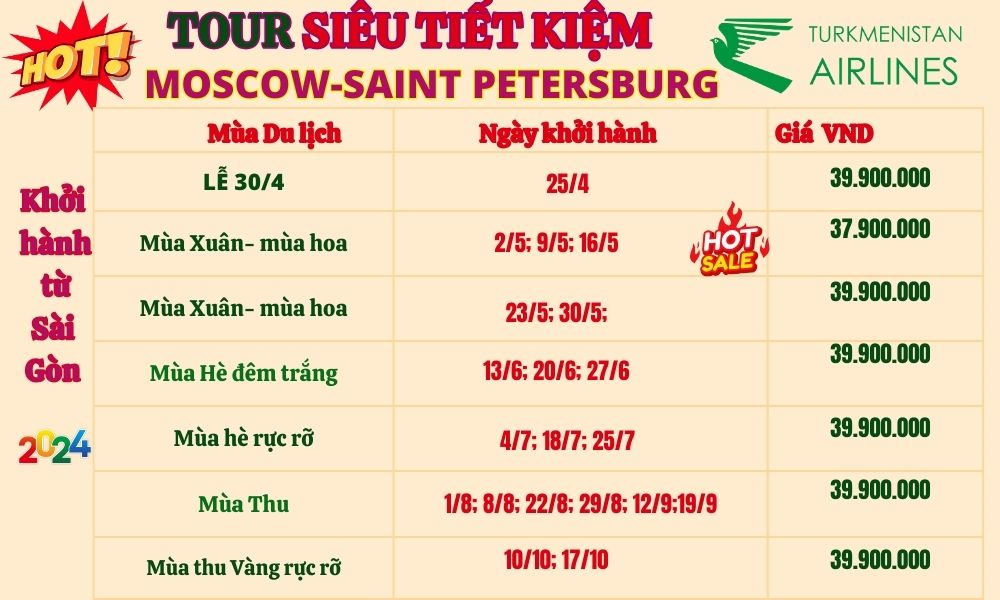 HOT!
TOUR SIÊU TIẾT KIỆM
MOSCOW-SAINT PETERSBURG
TURKMENISTAN
AIRLINES
Khởi
hành
từ
Sài
Gòn
2024
Mùa Du lịch Ngày khởi hành Giá VND
LỄ 30/4 25/4 39.900.000
Mùa Xuân- mùa hoa 2/5; 9/5; 16/5 HOT SALE 37.900.000
Mùa Xuân- mùa hoa 23/5; 30/5; 39.900.000
Mùa Hè đêm trắng 13/6; 20/6; 27/6 39.900.000
Mùa hè rực rỡ 4/7; 18/7; 25/7 39.900.000
Mùa Thu 1/8; 8/8; 22/8; 29/8; 12/9;19/9 39.900.000
Mùa thu Vàng rực rỡ 10/10; 17/10 39.900.000